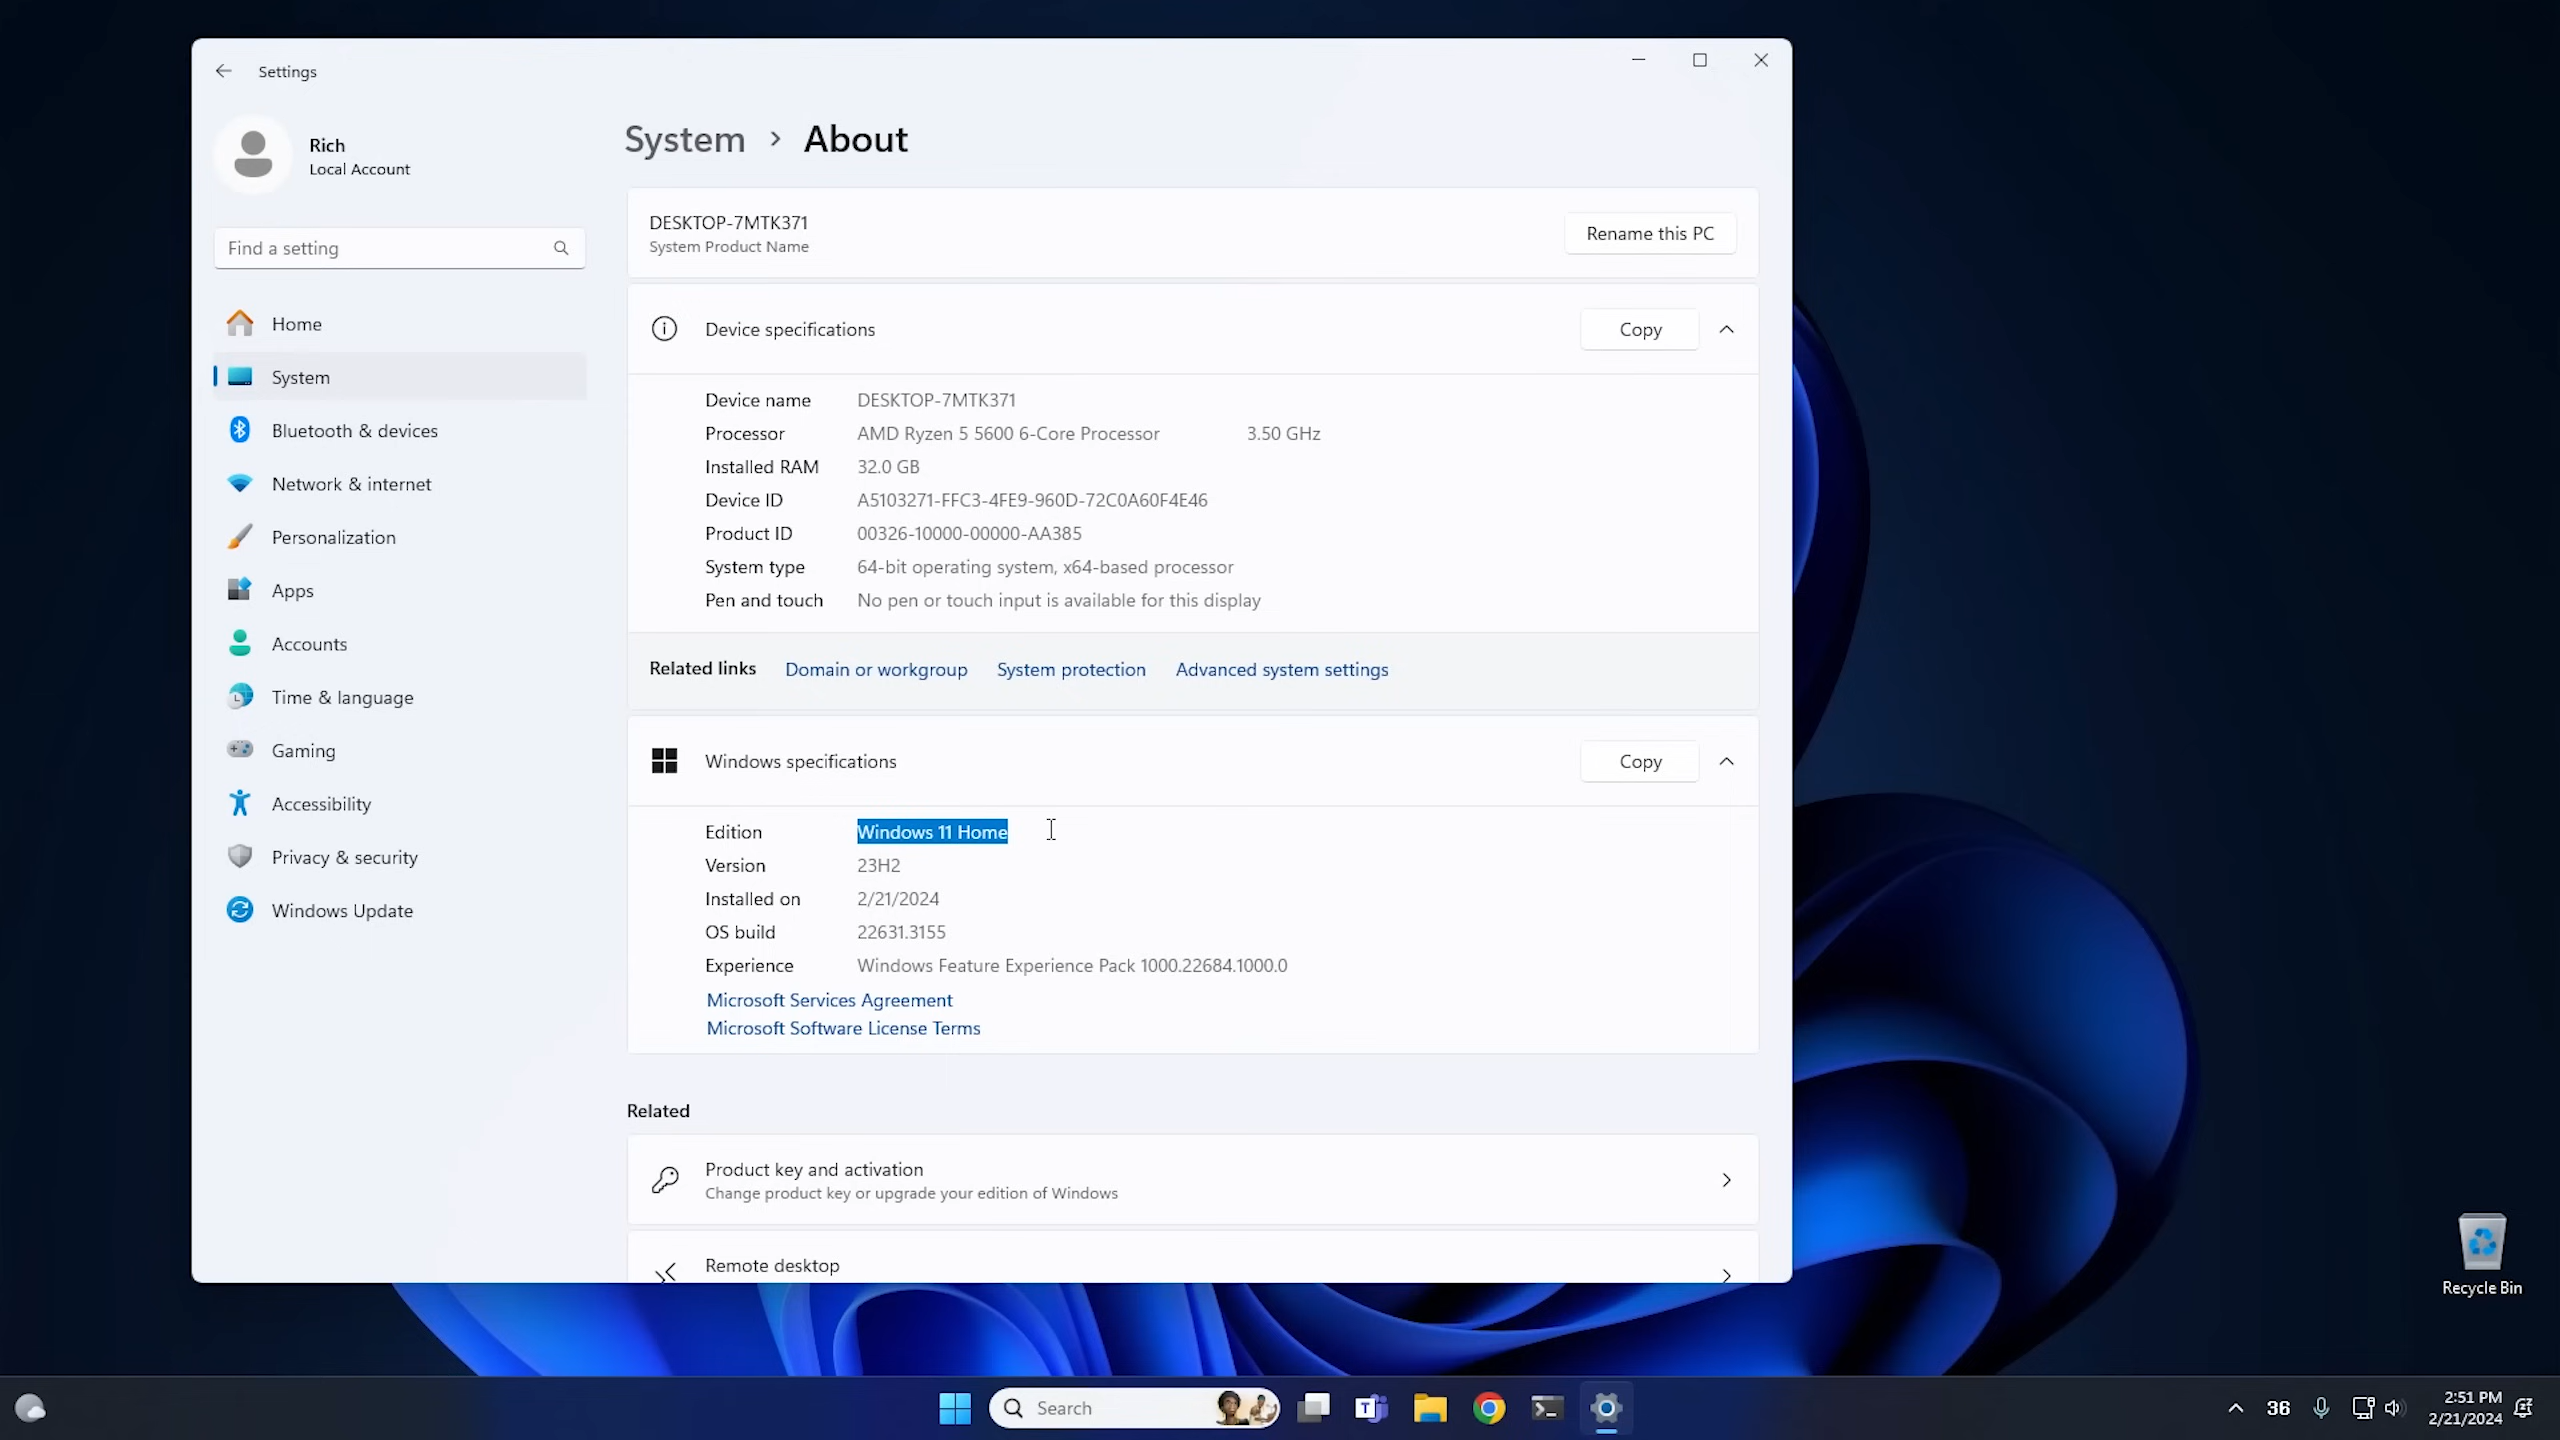 Settings
Rich
Local Account
Find a setting
Home
System
Bluetooth & devices
Network & internet
Personalization
Apps
Accounts
Time & language
Gaming
Accessibility
Privacy & security
Windows Update
System > About
DESKTOP-7MTK371
System Product Name
Rename this PC
Device specifications
Copy
Device name DESKTOP-7MTK371
Processor AMD Ryzen 5 5600 6-Core Processor 3.50 GHz
Installed RAM 32.0 GB
Device ID A5103271-FFC3-4FE9-960D-72C0A60F4E46
Product ID 00326-10000-00000-AA385
System type 64-bit operating system, x64-based processor
Pen and touch No pen or touch input is available for this display
Related links Domain or workgroup System protection Advanced system settings
Windows specifications
Copy
Edition Windows 11 Home
Version 23H2
Installed on 2/21/2024
OS build 22631.3155
Experience Windows Feature Experience Pack 1000.22684.1000.0
Microsoft Services Agreement
Microsoft Software License Terms
Related
Product key and activation
Change product key or upgrade your edition of Windows
Remote desktop
Recycle Bin
Search
T
36
2:51 PM
2/21/2024